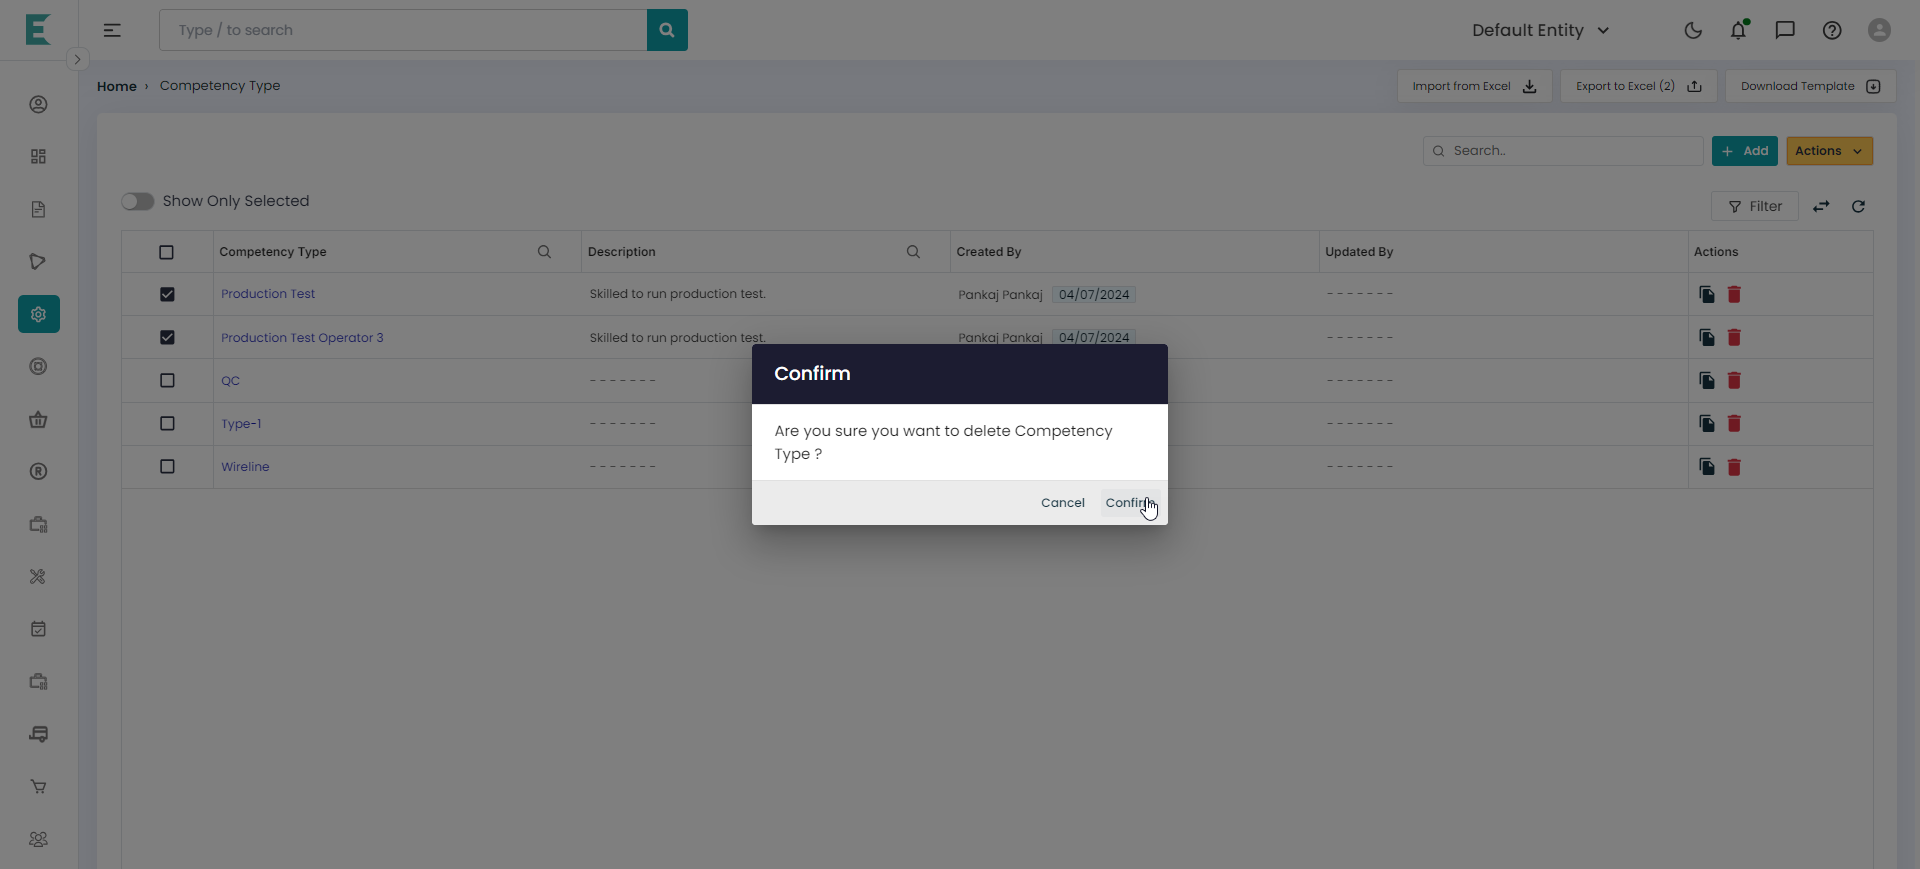 Type / to search
Default Entity
Home › Competency Type
Import from Excel
Export to Excel (2)
Download Template
Search..
+ Add
Actions
Show Only Selected
Filter
Competency Type Description Created By Updated By Actions
Production Test Skilled to run production test. Pankaj Pankaj 04/07/2024 -------
Production Test Operator 3 Skilled to run production test. Pankaj Pankaj 04/07/2024 -------
QC ------- -------
Type-1 ------- -------
Wireline ------- -------
Confirm
Are you sure you want to delete Competency
Type ?
Cancel Confirm